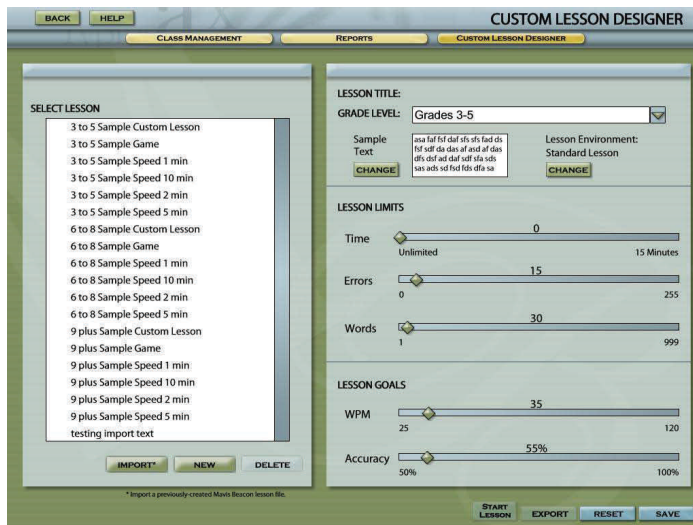 BACK
HELP
CUSTOM LESSON DESIGNER
CLASS MANAGEMENT
REPORTS
CUSTOM LESSON DESIGNER
SELECT LESSON
3 to 5 Sample Custom Lesson
3 to 5 Sample Game
3 to 5 Sample Speed 1 min
3 to 5 Sample Speed 10 min
3 to 5 Sample Speed 2 min
3 to 5 Sample Speed 5 min
6 to 8 Sample Custom Lesson
6 to 8 Sample Game
6 to 8 Sample Speed 1 min
6 to 8 Sample Speed 10 min
6 to 8 Sample Speed 2 min
6 to 8 Sample Speed 5 min
9 plus Sample Custom Lesson
9 plus Sample Game
9 plus Sample Speed 1 min
9 plus Sample Speed 10 min
9 plus Sample Speed 2 min
9 plus Sample Speed 5 min
testing import text
IMPORT*
NEW
DELETE
* Import a previously-created Mavis Beacon lesson file.
LESSON TITLE:
GRADE LEVEL:
Grades 3-5
Sample
Text
CHANGE
asa faf fsf daf sfs sfs fad ds
fsf sdf da das af asd af das
dfs dsf ad daf sdf sfa sds
sas ads sd fsd fds dfa sa
Lesson Environment:
Standard Lesson
CHANGE
LESSON LIMITS
Time
0
Unlimited
15 Minutes
Errors
15
0
255
Words
30
1
999
LESSON GOALS
WPM
35
25
120
Accuracy
55%
50%
100%
START
LESSON
EXPORT
RESET
SAVE